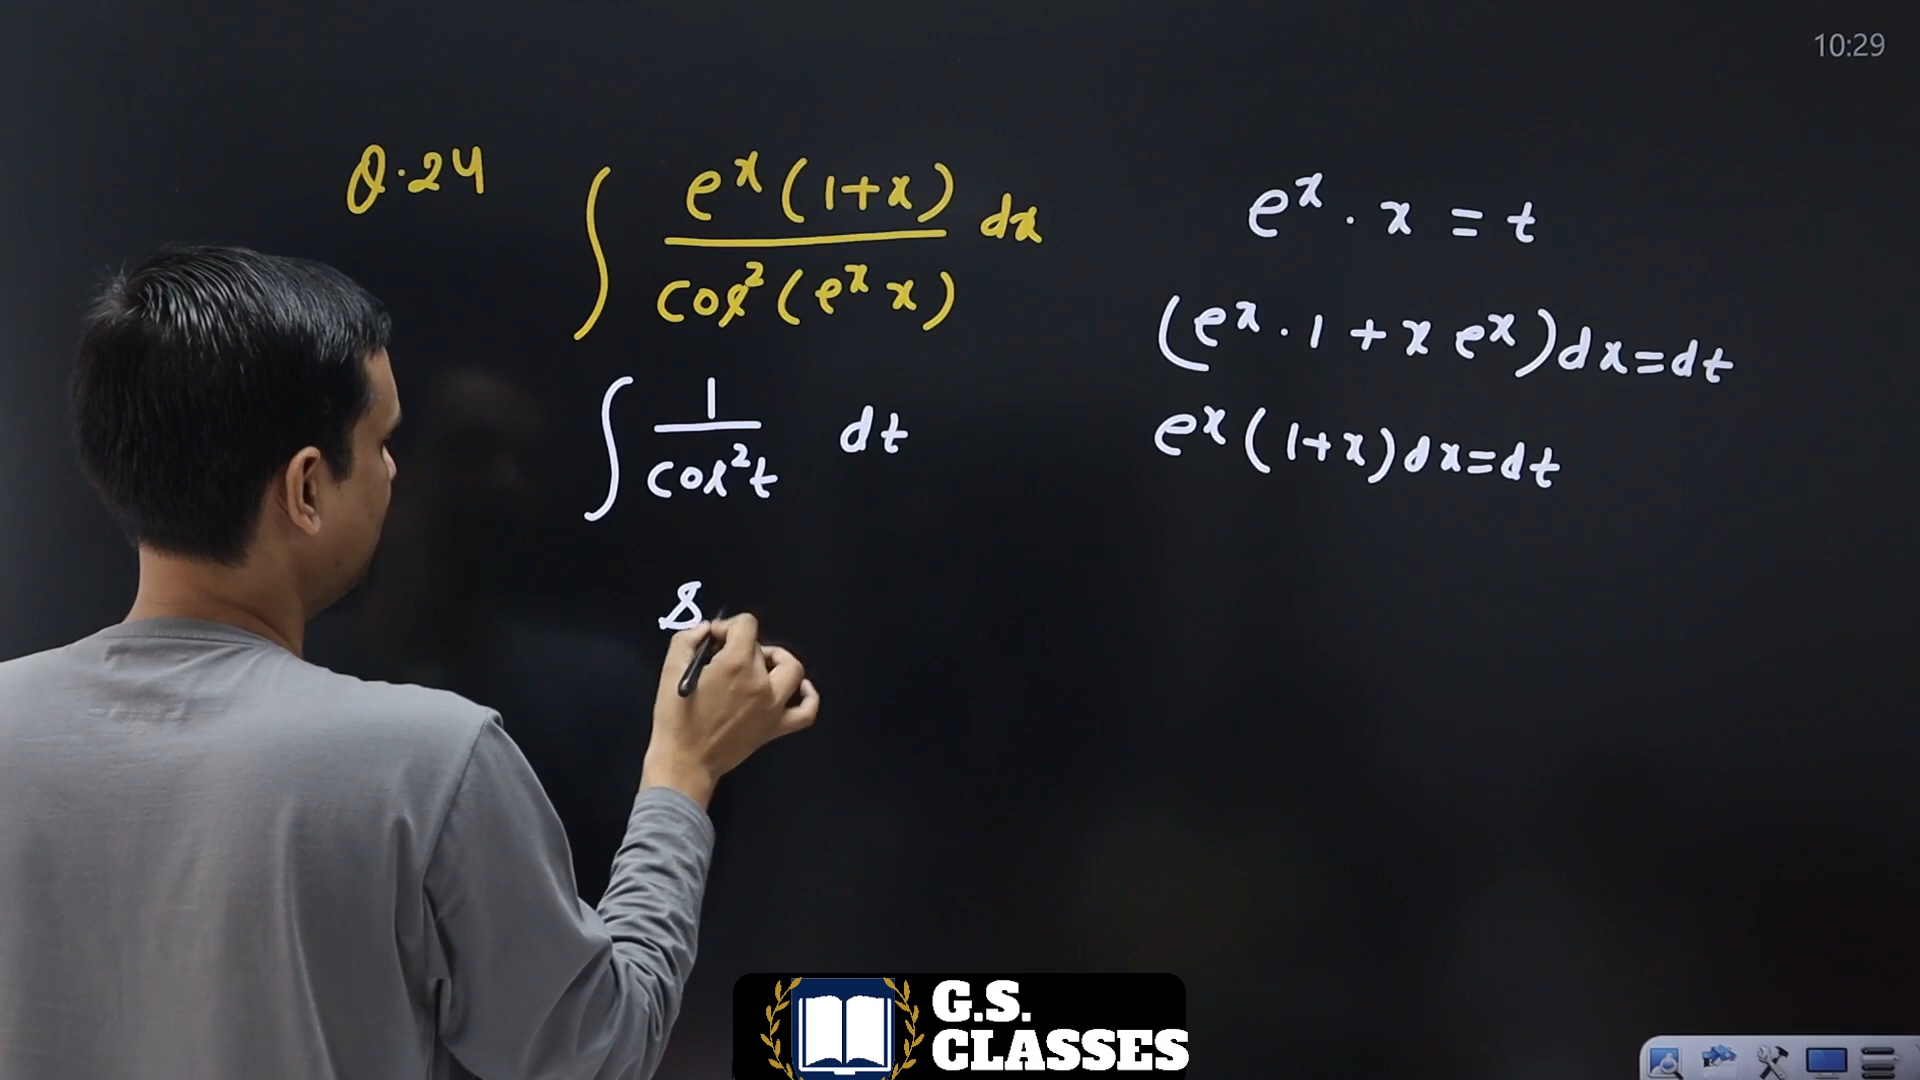 10:29
Q.24 ∫ e^x(1+x)/cos²(e^x x) dx
∫ 1/cos²t dt
s
e^x . x = t
(e^x . 1 + x e^x)dx=dt
e^x(1+x)dx=dt
G.S.
CLASSES